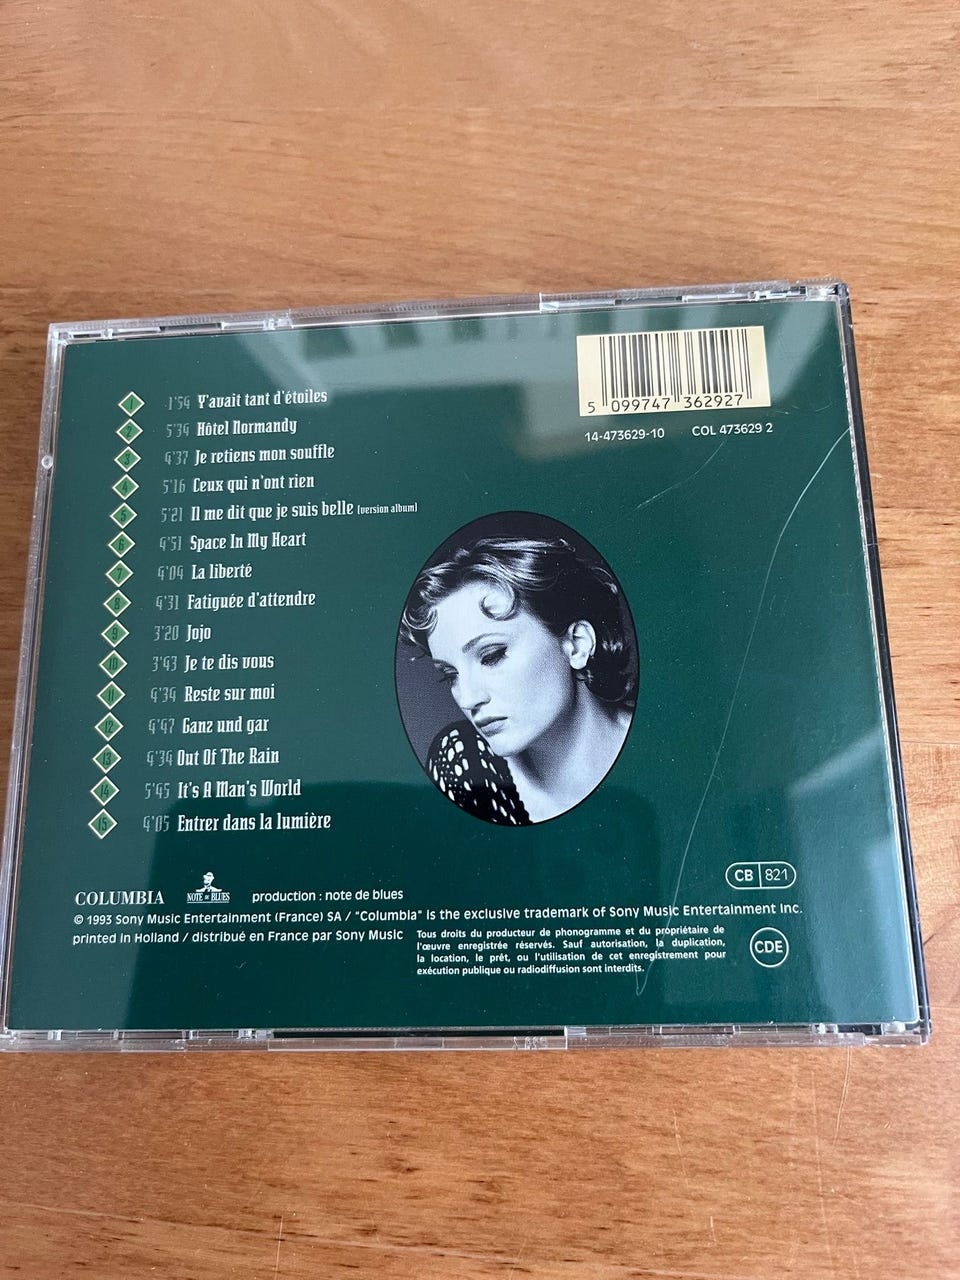 5 099747 362927
14-473629-10 COL 473629 2
1 1'54 Y'avait tant d'étoiles
2 5'34 Hôtel Normandy
3 4'37 Je retiens mon souffle
4 5'16 Ceux qui n'ont rien
5 5'21 Il me dit que je suis belle (version album)
6 4'51 Space In My Heart
7 4'04 La liberté
8 4'31 Fatiguée d'attendre
9 3'20 Jojo
10 3'43 Je te dis vous
11 4'34 Reste sur moi
12 4'47 Ganz und gar
13 4'34 Out Of The Rain
14 5'45 It's A Man's World
15 4'05 Entrer dans la lumière
CB 821
COLUMBIA NOTE DE BLUES production : note de blues
© 1993 Sony Music Entertainment (France) SA / "Columbia" is the exclusive trademark of Sony Music Entertainment Inc.
printed in Holland / distribué en France par Sony Music
Tous droits du producteur de phonogramme et du propriétaire de
l'œuvre enregistrée réservés. Sauf autorisation, la duplication,
la location, le prêt, ou l'utilisation de cet enregistrement pour
exécution publique ou radiodiffusion sont interdits.
CDE